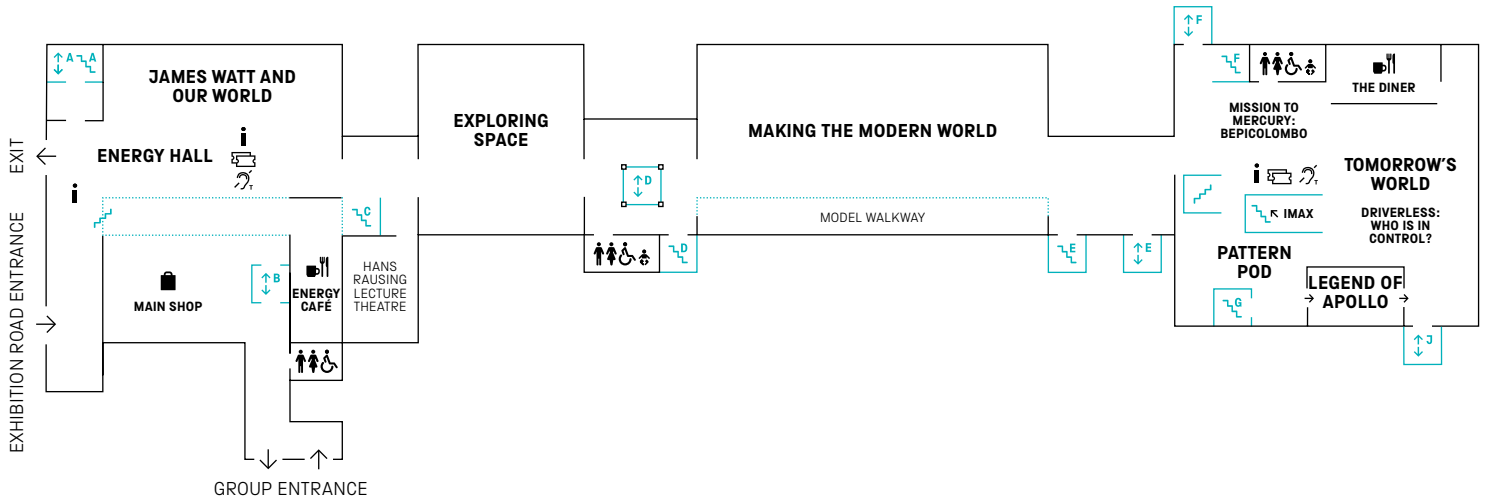 A
A
JAMES WATT AND
OUR WORLD
ENERGY HALL
i
i
EXIT
EXHIBITION ROAD ENTRANCE
C
MAIN SHOP
B
ENERGY
CAFÉ
HANS
RAUSING
LECTURE
THEATRE
GROUP ENTRANCE
EXPLORING
SPACE
D
D
MAKING THE MODERN WORLD
MODEL WALKWAY
E
E
F
F
THE DINER
MISSION TO
MERCURY:
BEPICOLOMBO
i
T
T
TOMORROW'S
WORLD
IMAX
DRIVERLESS:
WHO IS IN
CONTROL?
PATTERN
POD
G
LEGEND OF
APOLLO
J